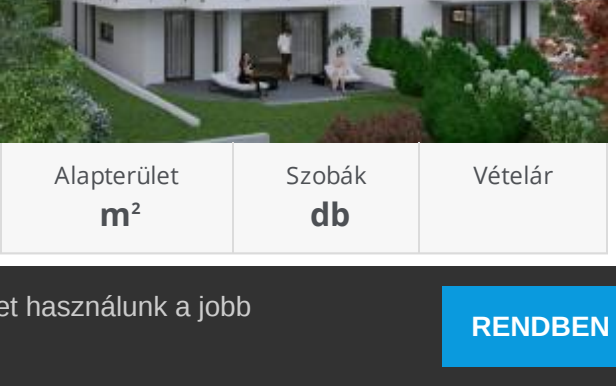 Alapterület Szobák Vételár
m² db
et használunk a jobb
RENDBEN